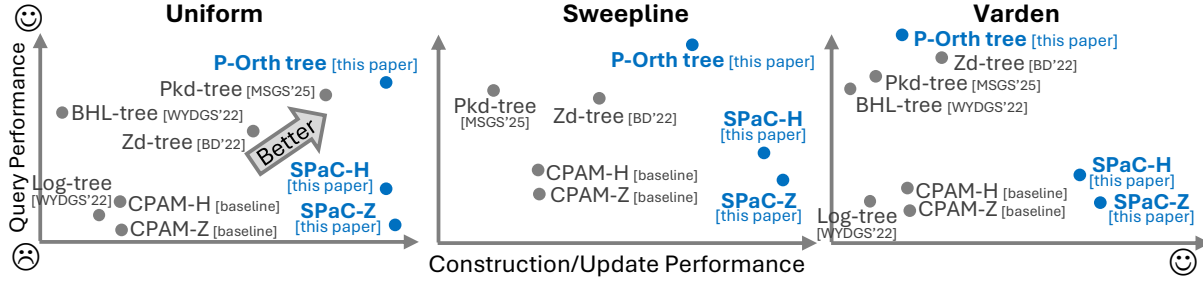 Uniform
Query Performance
P-Orth tree [this paper]
Pkd-tree [MSGS'25]
BHL-tree [WYDGS'22]
Zd-tree [BD'22]
Better
SPaC-H
[this paper]
Log-tree
[WYDGS'22]
CPAM-H [baseline]
SPaC-Z
[this paper]
CPAM-Z [baseline]
Sweepline
P-Orth tree [this paper]
Pkd-tree
[MSGS'25]
Zd-tree [BD'22]
SPaC-H
[this paper]
CPAM-H [baseline]
CPAM-Z [baseline]
SPaC-Z
[this paper]
Varden
P-Orth tree [this paper]
Zd-tree [BD'22]
Pkd-tree [MSGS'25]
BHL-tree [WYDGS'22]
SPaC-H
[this paper]
CPAM-H [baseline]
CPAM-Z [baseline]
SPaC-Z
[this paper]
Log-tree
[WYDGS'22]
Construction/Update Performance